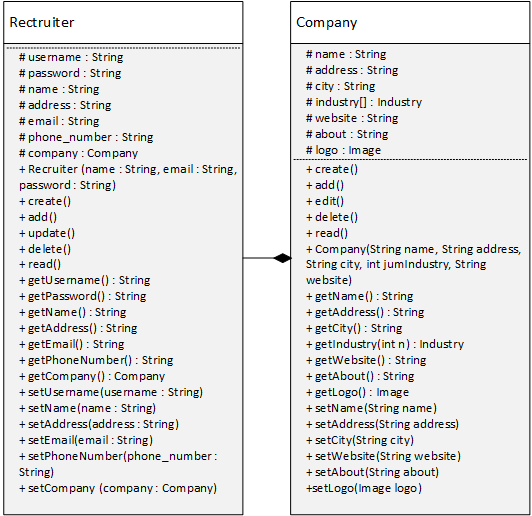 Rectruiter
# username : String
# password : String
# name : String
# address : String
# email : String
# phone_number : String
# company : Company
+ Recruiter (name : String, email : String,
password : String)
+ create()
+ add()
+ update()
+ delete()
+ read()
+ getUsername() : String
+ getPassword() : String
+ getName() : String
+ getAddress() : String
+ getEmail() : String
+ getPhoneNumber() : String
+ getCompany() : Company
+ setUsername(username : String)
+ setName(name : String)
+ setAddress(address : String)
+ setEmail(email : String)
+ setPhoneNumber(phone_number :
String)
+ setCompany (company : Company)
Company
# name : String
# address : String
# city : String
# industry[] : Industry
# website : String
# about : String
# logo : Image
+ create()
+ add()
+ edit()
+ delete()
+ read()
+ Company(String name, String address,
String city, int jumIndustry, String
website)
+ getName() : String
+ getAddress() : String
+ getCity() : String
+ getIndustry(int n) : Industry
+ getWebsite() : String
+ getAbout() : String
+ getLogo() : Image
+ setName(String name)
+ setAddress(String address)
+ setCity(String city)
+ setWebsite(String website)
+ setAbout(String about)
+setLogo(Image logo)